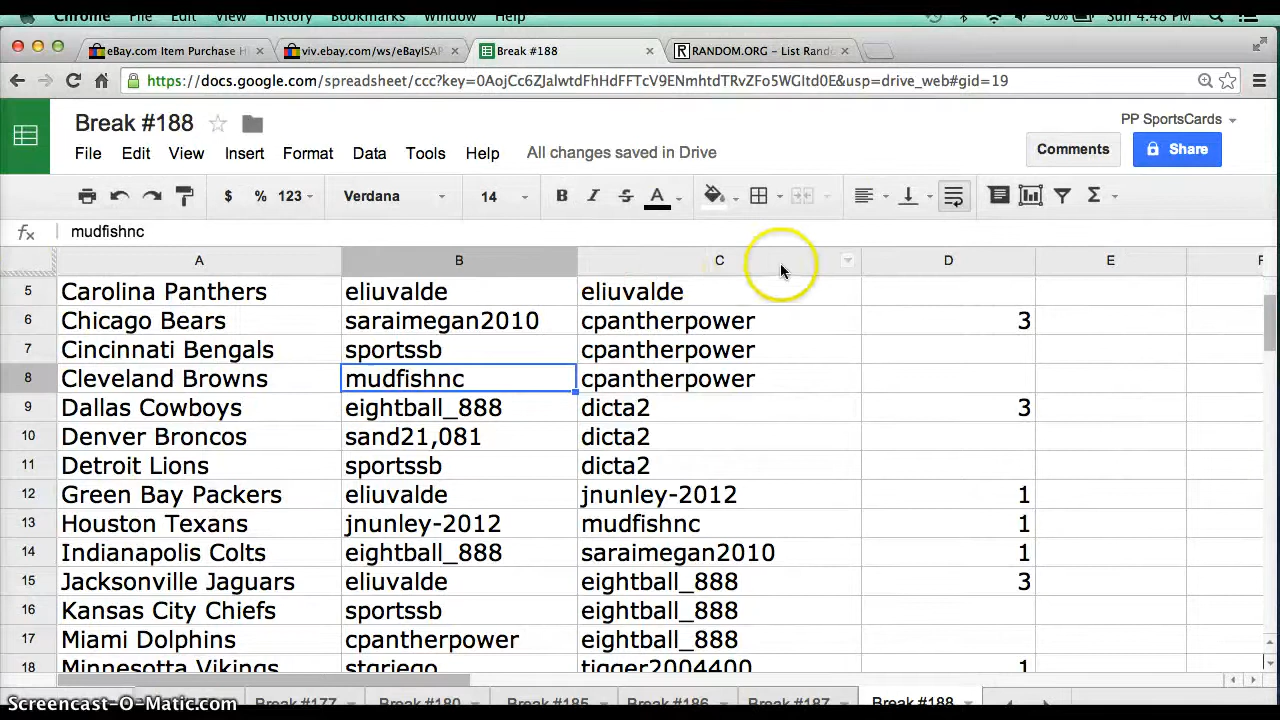 Chrome File Edit View History Bookmarks Window Help 90% Sun 4:48 PM
eBay.com Item Purchase H × viv.ebay.com/ws/eBayISAP × Break #188 × RANDOM.ORG - List Rand ×
https://docs.google.com/spreadsheet/ccc?key=
Break #188 PP SportsCards
File Edit View Insert Format Data Tools Help All changes saved in Drive Comments Share
$ % 123 Verdana 14 B I S A Σ
fx mudfishnc
A B C D E F
5 Carolina Panthers eliuvalde eliuvalde
6 Chicago Bears saraimegan2010 cpantherpower 3
7 Cincinnati Bengals sportssb cpantherpower
8 Cleveland Browns mudfishnc cpantherpower
9 Dallas Cowboys eightball_888 dicta2 3
10 Denver Broncos sand21,081 dicta2
11 Detroit Lions sportssb dicta2
12 Green Bay Packers eliuvalde jnunley-2012 1
13 Houston Texans jnunley-2012 mudfishnc 1
14 Indianapolis Colts eightball_888 saraimegan2010 1
15 Jacksonville Jaguars eliuvalde eightball_888 3
16 Kansas City Chiefs sportssb eightball_888
17 Miami Dolphins cpantherpower eightball_888
18 Minnesotta Vikings stgriego tigger2004400 1
Break #177 Break #180 Break #185 Break #186 Break #187 Break #188
Screencast-O-Matic.com